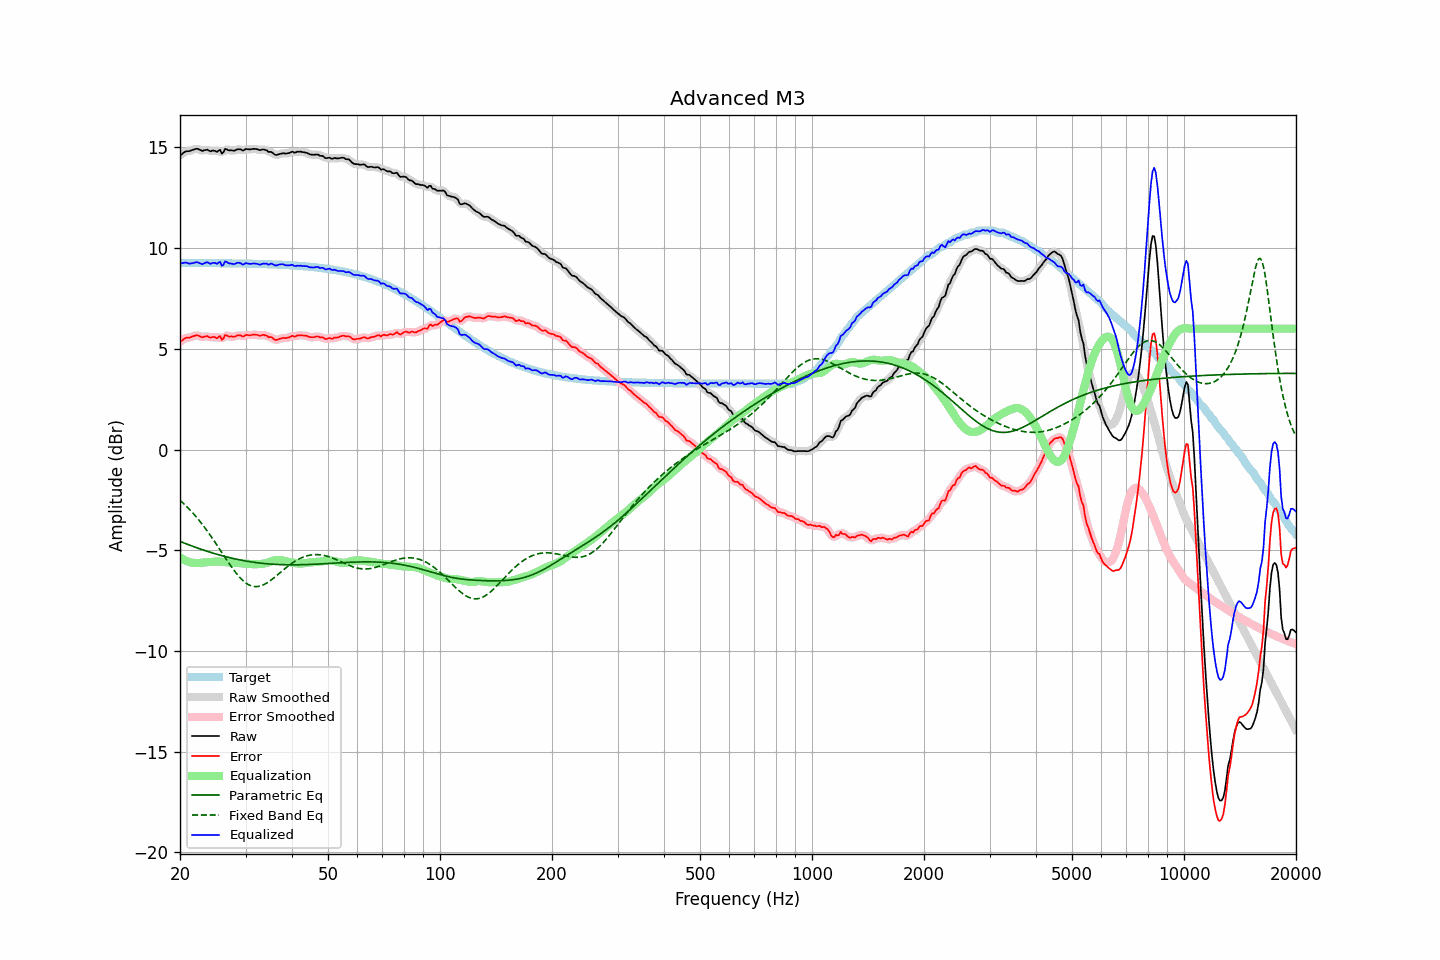 Advanced M3
Amplitude (dBr)
15
10
5
0
−5
−10
−15
−20
Target
Raw Smoothed
Error Smoothed
Raw
Error
Equalization
Parametric Eq
Fixed Band Eq
Equalized
20 50 100 200 500 1000 2000 5000 10000 20000
Frequency (Hz)